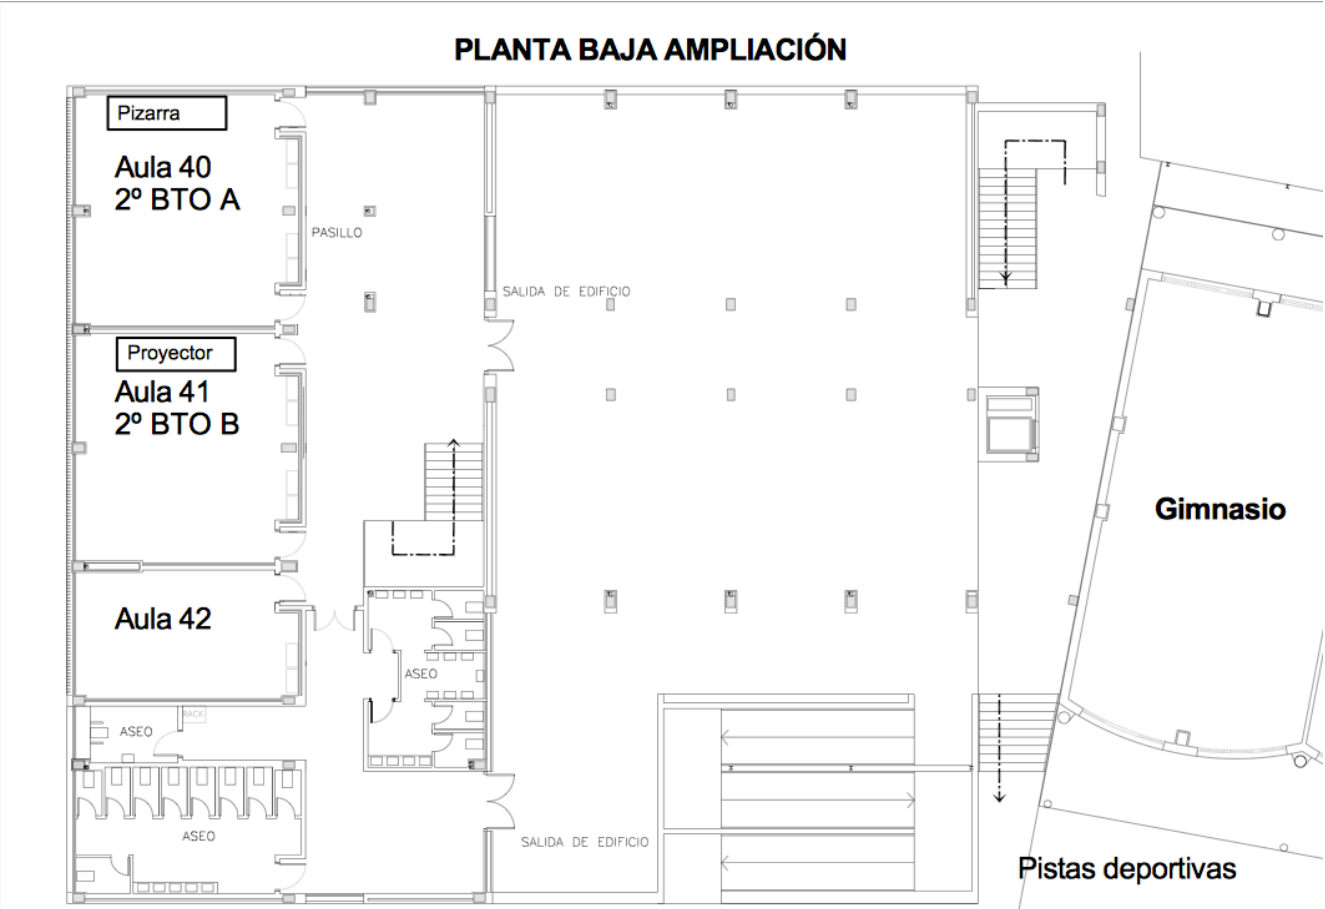 PLANTA BAJA AMPLIACIÓN
Pizarra
Aula 40
2º BTO A
PASILLO
SALIDA DE EDIFICIO
Proyector
Aula 41
2º BTO B
Gimnasio
Aula 42
ASEO
RACK
ASEO
ASEO
SALIDA DE EDIFICIO
Pistas deportivas